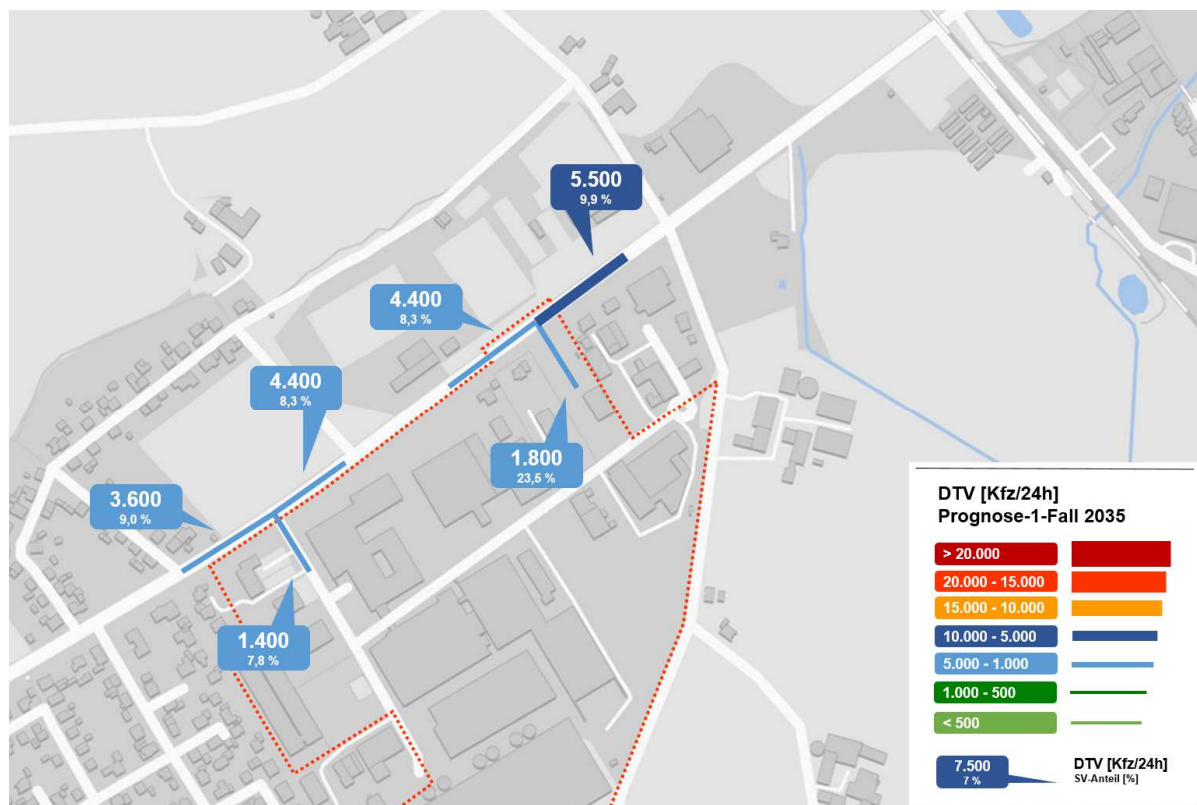 5.500
9,9 %
4.400
8,3 %
4.400
8,3 %
1.800
23,5 %
3.600
9,0 %
1.400
7,8 %
DTV [Kfz/24h]
Prognose-1-Fall 2035
> 20.000
20.000 - 15.000
15.000 - 10.000
10.000 - 5.000
5.000 - 1.000
1.000 - 500
< 500
7.500
7 %
DTV [Kfz/24h]
SV-Anteil [%]